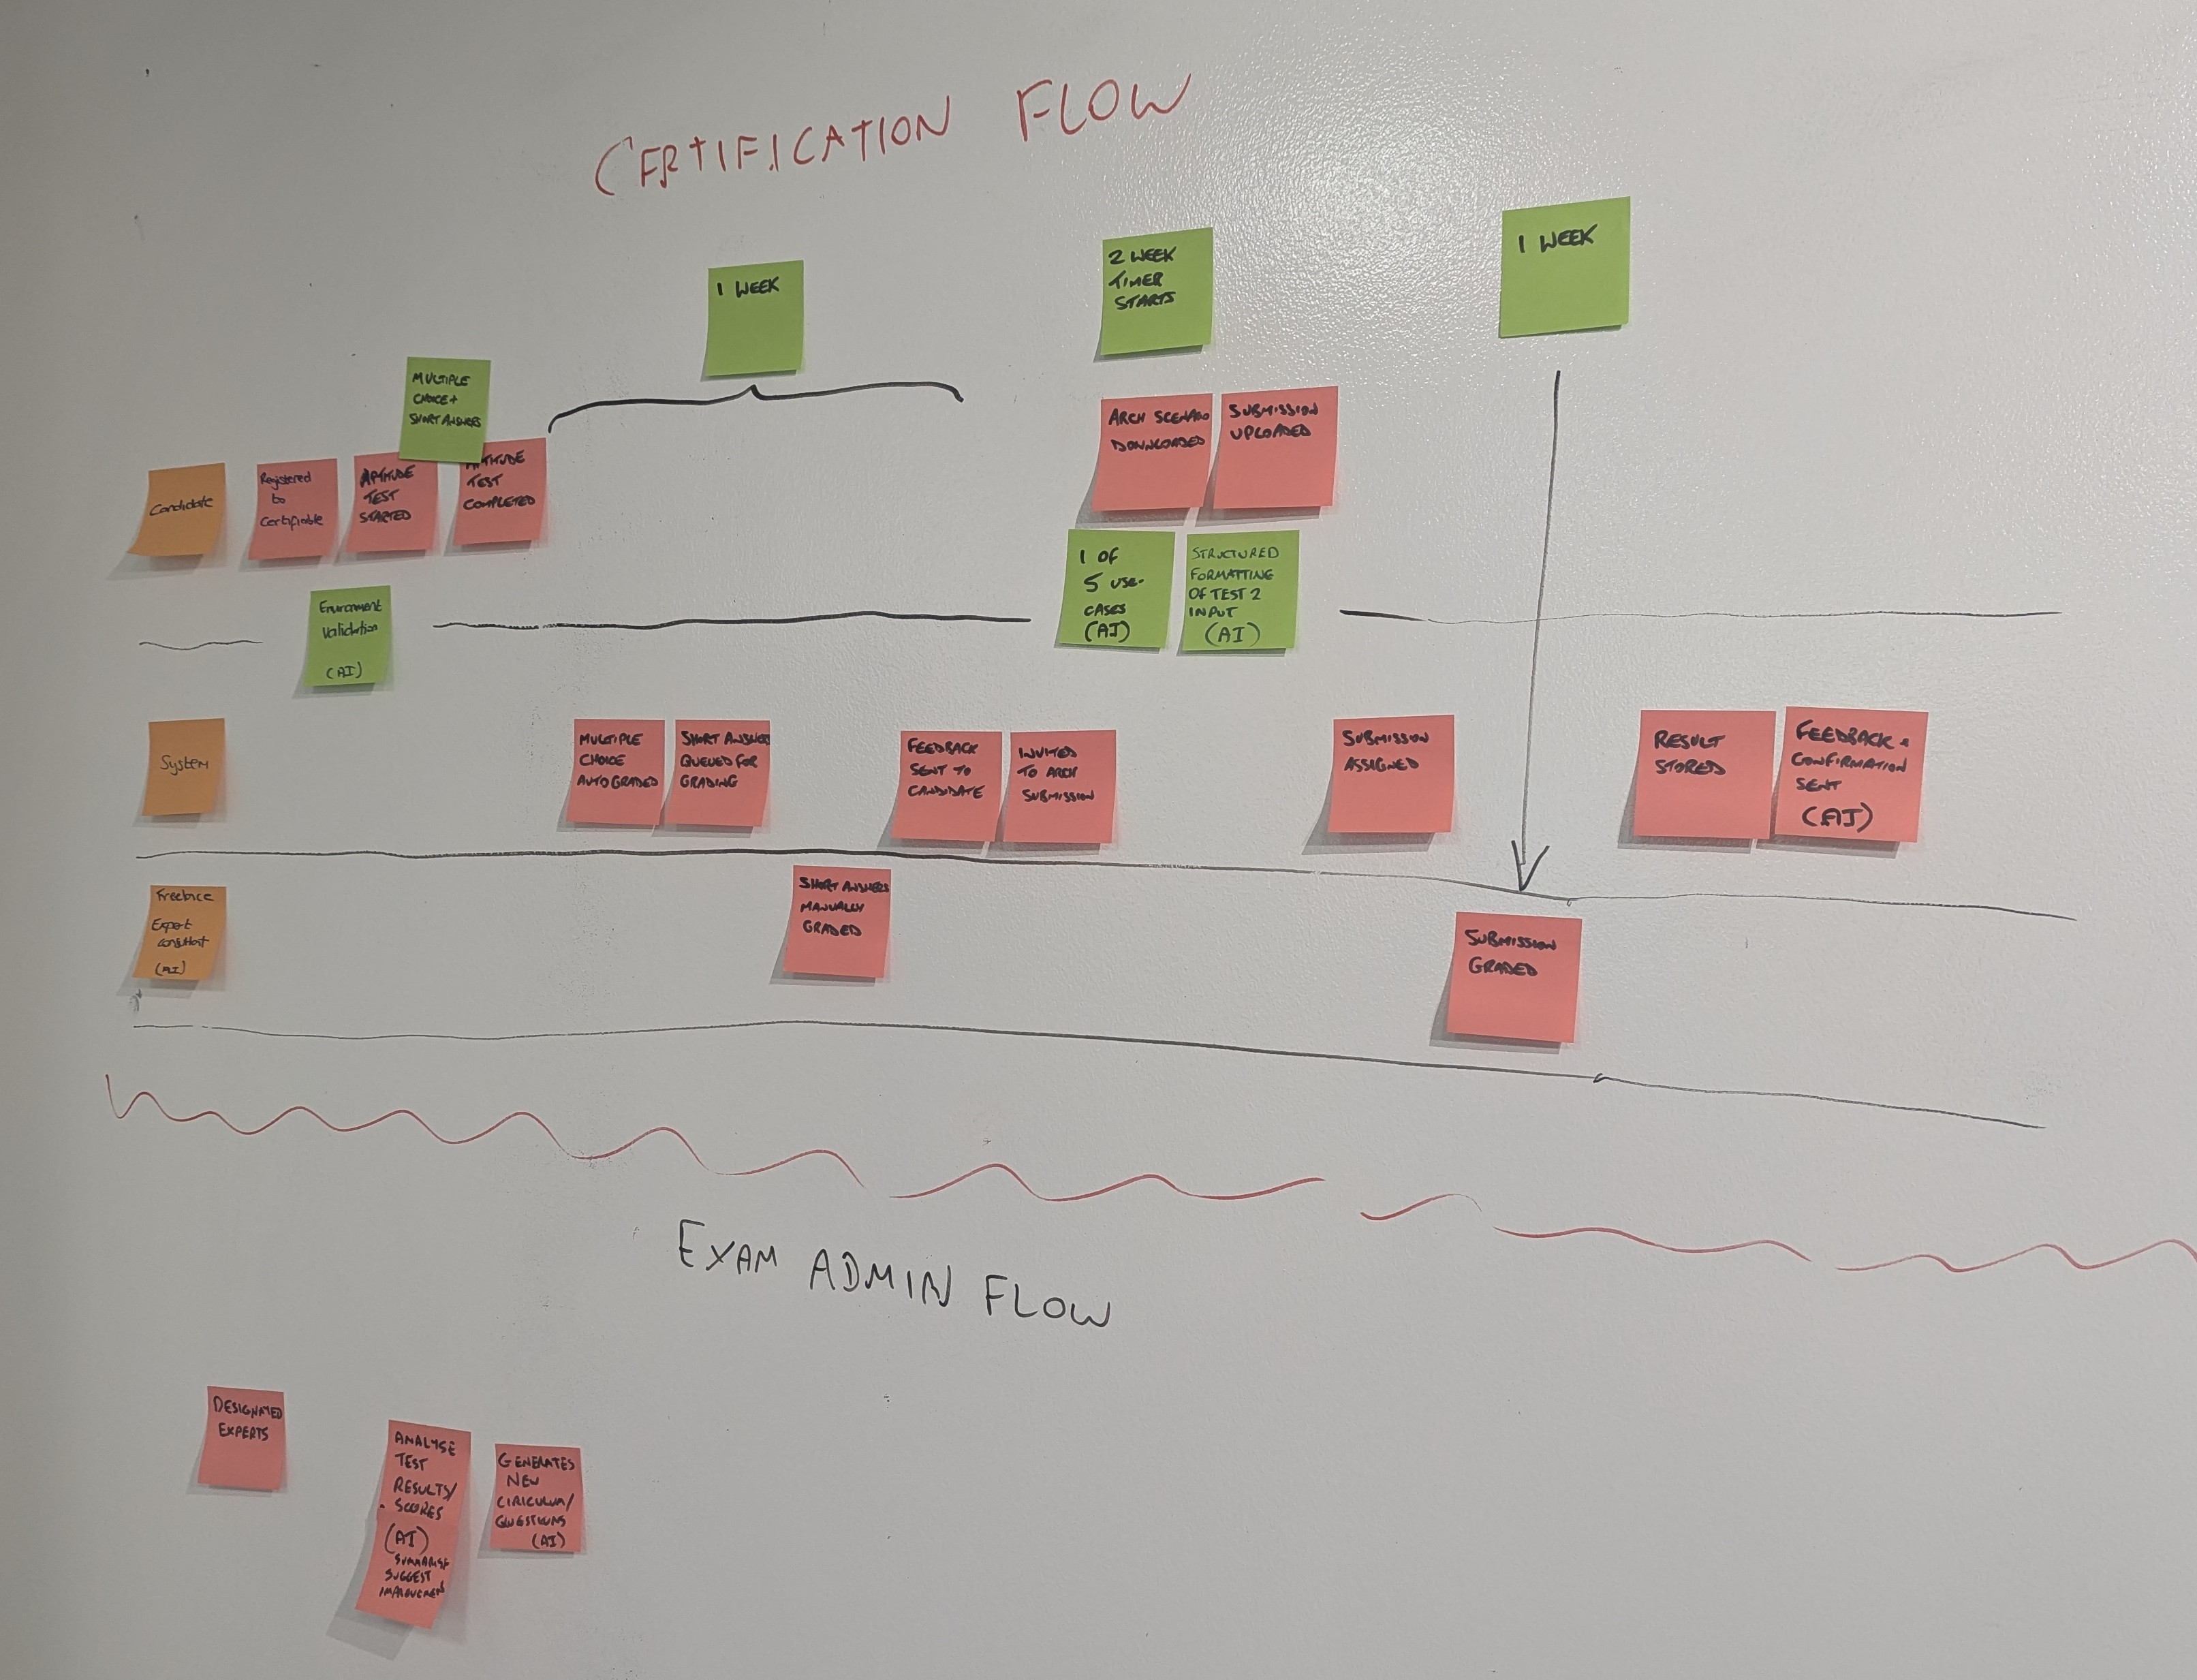 CERTIFICATION FLOW
1 WEEK
2 WEEK
TIMER
STARTS
1 WEEK
MULTIPLE
CHOICE +
SHORT ANSWERS
Candidate
Registered
to
Certifiable
APTITUDE
TEST
STARTED
APTITUDE
TEST
COMPLETED
ARCH SCENARIO
DOWNLOADED
SUBMISSION
UPLOADED
Environment
Validation
(AI)
1 OF
5 USE-
CASES
(AI)
STRUCTURED
FORMATTING
OF TEST 2
INPUT
(AI)
System
MULTIPLE
CHOICE
AUTOGRADED
SHORT ANSWERS
QUEUED FOR
GRADING
FEEDBACK
SENT TO
CANDIDATE
INVITED
TO ARCH
SUBMISSION
SUBMISSION
ASSIGNED
RESULT
STORED
FEEDBACK +
CONFIRMATION
SENT
(AI)
Freelance
Expert
Consultant
(AI)
SHORT ANSWERS
MANUALLY
GRADED
SUBMISSION
GRADED
EXAM ADMIN FLOW
DESIGNATED
EXPERTS
ANALYSE
TEST
RESULTS/
SCORES
(AI)
SUMMARISE
SUGGEST
IMPROVEMENTS
GENERATES
NEW
CIRICULUM/
QUESTIONS
(AI)